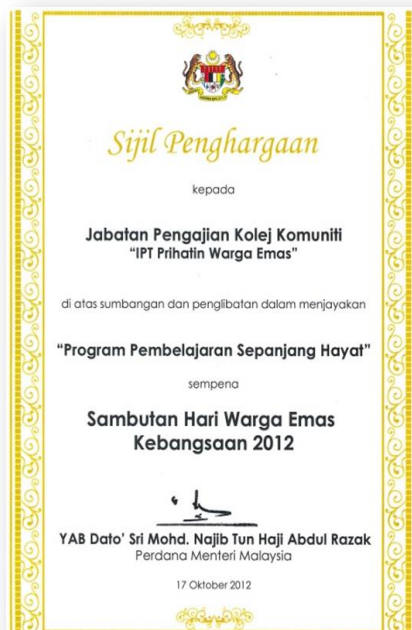 Sijil Penghargaan
kepada
Jabatan Pengajian Kolej Komuniti
"IPT Prihatin Warga Emas"
di atas sumbangan dan penglibatan dalam menjayakan
"Program Pembelajaran Sepanjang Hayat"
sempena
Sambutan Hari Warga Emas
Kebangsaan 2012
YAB Dato' Sri Mohd. Najib Tun Haji Abdul Razak
Perdana Menteri Malaysia
17 Oktober 2012